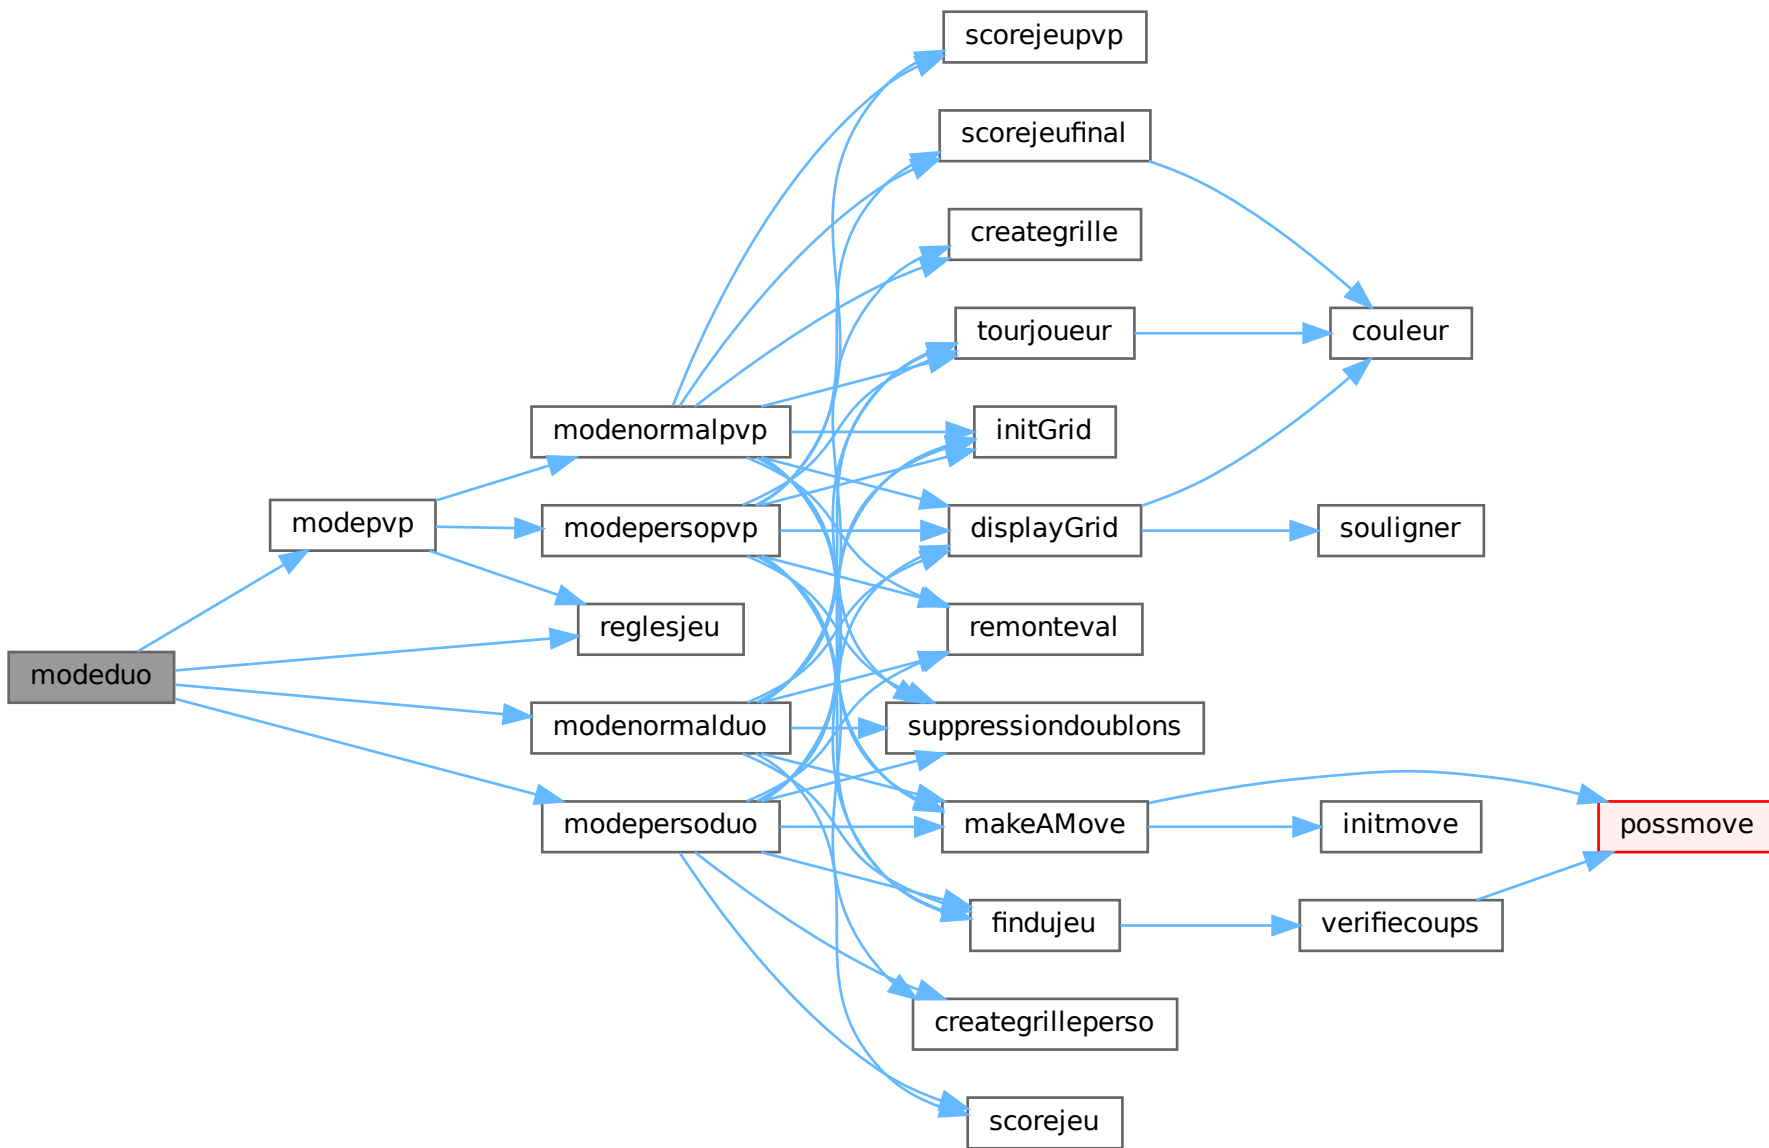 scorejeupvp
scorejeufinal
creategrille
tourjoueur
couleur
modenormalpvp
initGrid
modepvp
modepersopvp
displayGrid
souligner
reglesjeu
remonteval
modeduo
modenormalduo
suppressiondoublons
modepersoduo
makeAMove
initmove
possmove
findujeu
verifiecoups
creategrilleperso
scorejeu